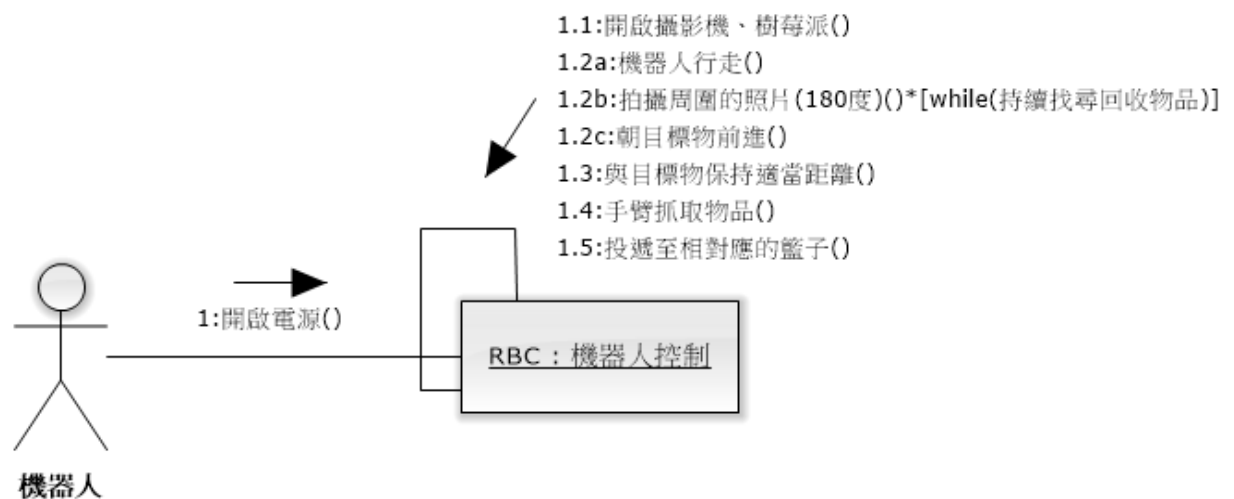 1.1:開啟攝影機、樹莓派()
1.2a:機器人行走()
1.2b:拍攝周圍的照片(180度)()*[while(持續找尋回收物品)]
1.2c:朝目標物前進()
1.3:與目標物保持適當距離()
1.4:手臂抓取物品()
1.5:投遞至相對應的籃子()
1:開啟電源()
RBC : 機器人控制
機器人